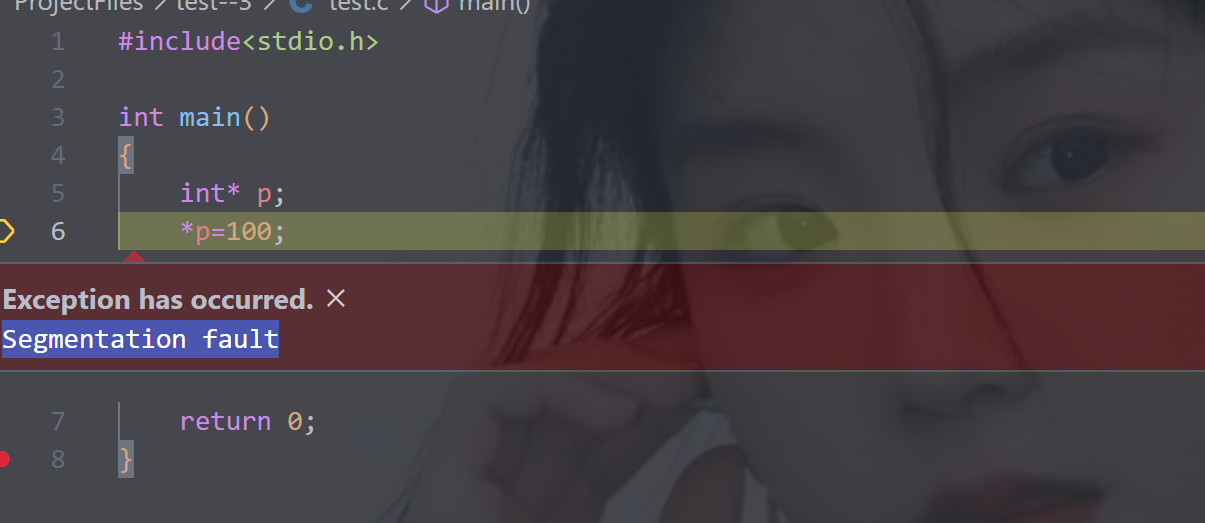 ProjectFiles > test--3 > C test.c > main()
1 #include<stdio.h>
2
3 int main()
4 {
5 int* p;
6 *p=100;
Exception has occurred. ×
Segmentation fault
7 return 0;
8 }